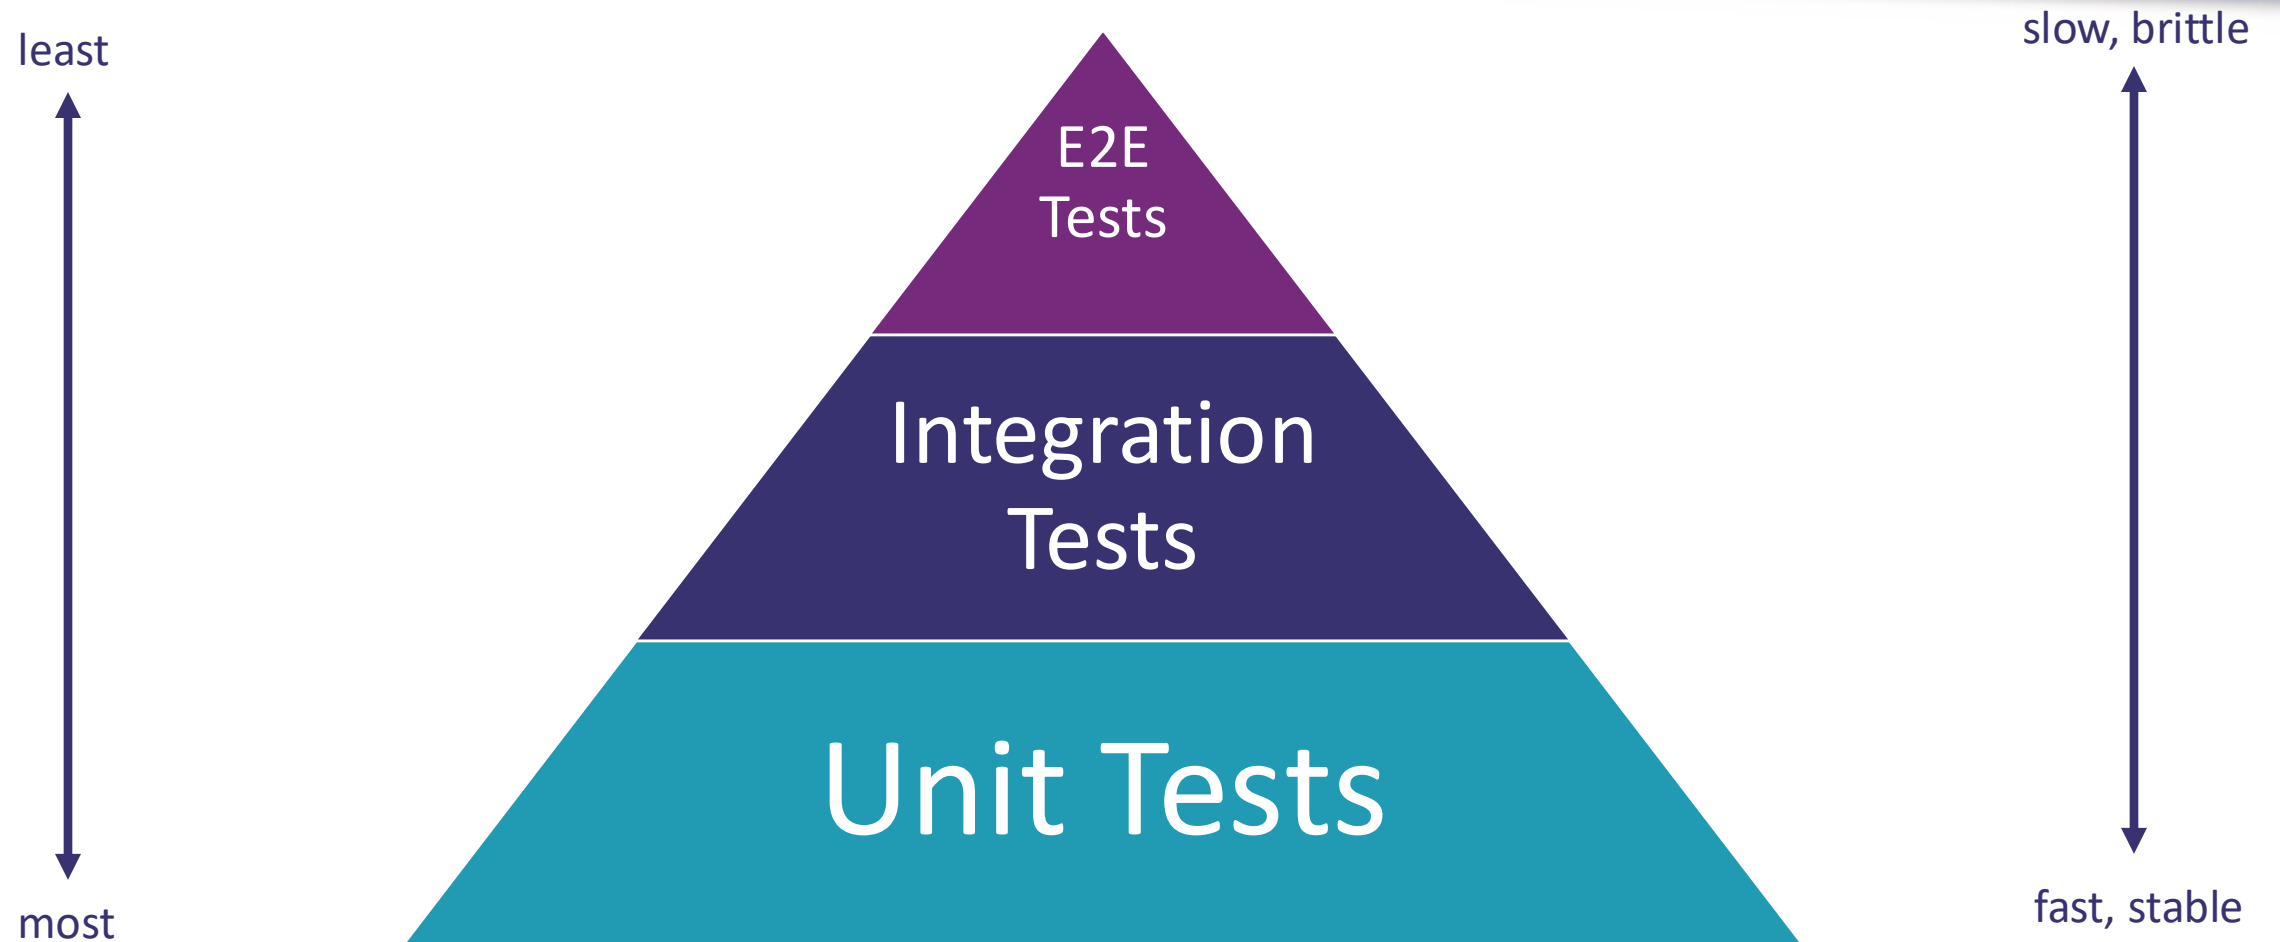 least
slow, brittle
E2E
Tests
Integration
Tests
Unit Tests
most
fast, stable